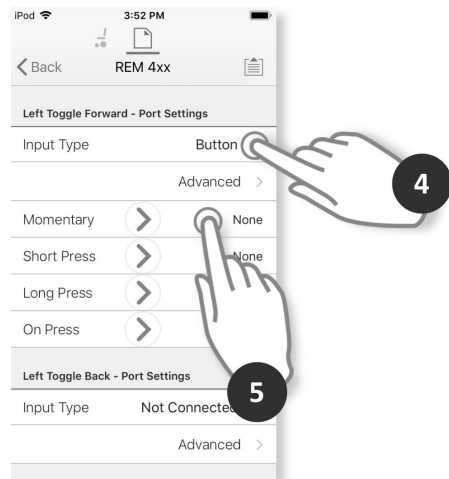 iPod 3:52 PM
Back REM 4xx
Left Toggle Forward - Port Settings
Input Type Button
Advanced
4
Momentary None
Short Press None
Long Press
On Press
Left Toggle Back - Port Settings
5
Input Type Not Connected
Advanced